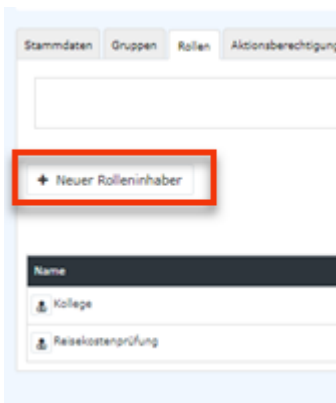 Stammdaten Gruppen Rollen Aktionsberechtigung
+ Neuer Rolleninhaber
Name
Kollege
Reisekostenprüfung